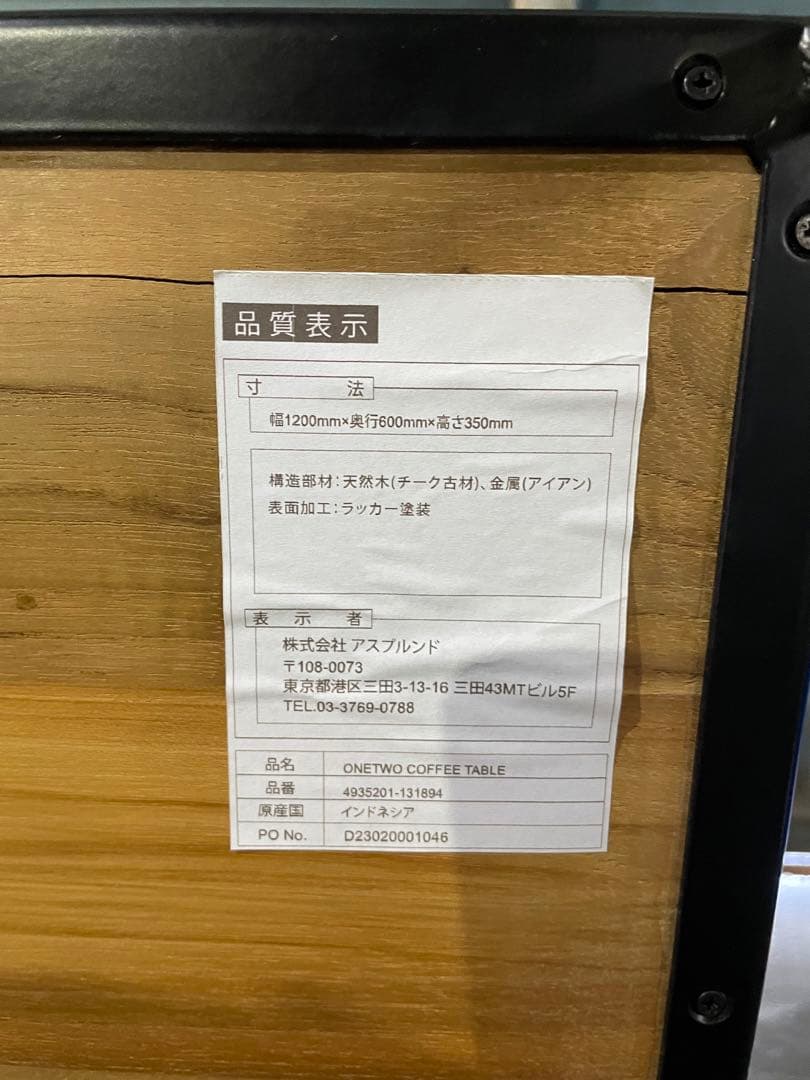 品質表示
寸 法
幅1200mm×奥行600mm×高さ350mm
構造部材:天然木(チーク古材)、金属(アイアン)
表面加工:ラッカー塗装
表 示 者
株式会社 アスプルンド
〒108-0073
東京都港区三田3-13-16 三田43MTビル5F
TEL.03-3769-0788
品名 ONETWO COFFEE TABLE
品番 4935201-131894
原産国 インドネシア
PO No. D23020001046